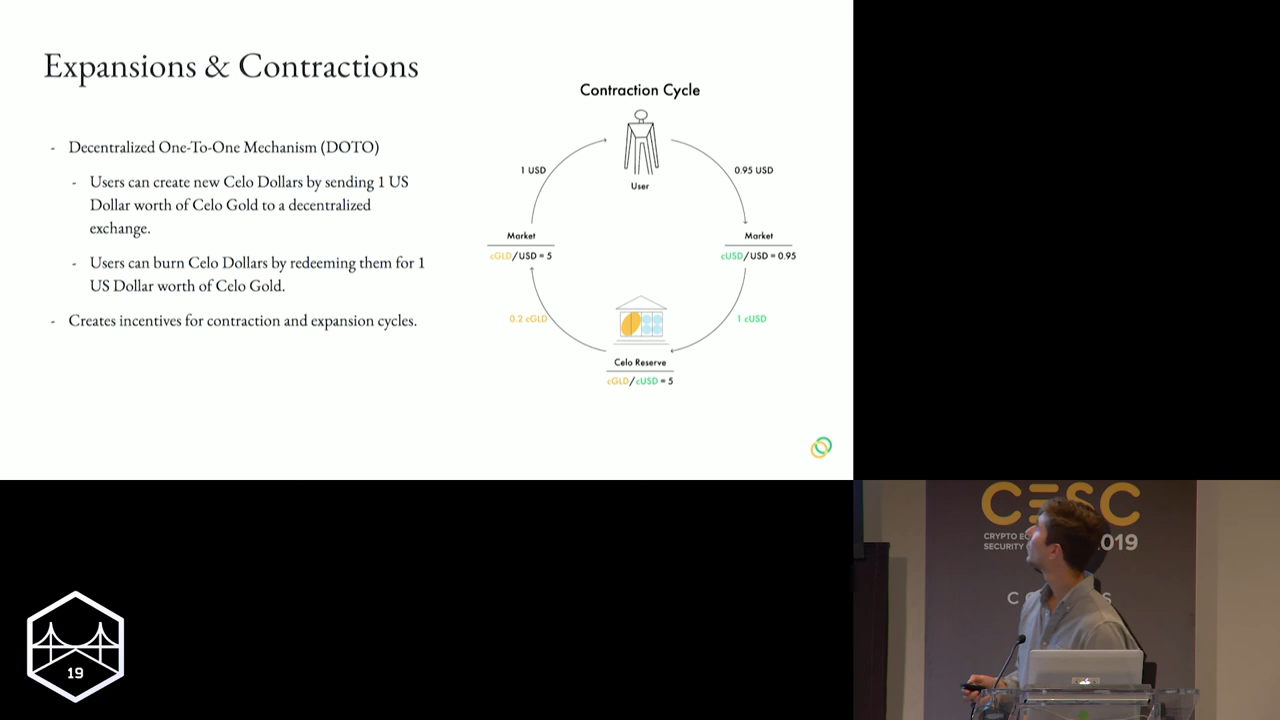 Expansions & Contractions
- Decentralized One-To-One Mechanism (DOTO)
- Users can create new Celo Dollars by sending 1 US
Dollar worth of Celo Gold to a decentralized
exchange.
- Users can burn Celo Dollars by redeeming them for 1
US Dollar worth of Celo Gold.
- Creates incentives for contraction and expansion cycles.
Contraction Cycle
1 USD
0.95 USD
User
Market
cGLD/USD = 5
Market
cUSD/USD = 0.95
0.2 cGLD
1 cUSD
Celo Reserve
cGLD/cUSD = 5
CESC
CRYPTO
SECURITY
19